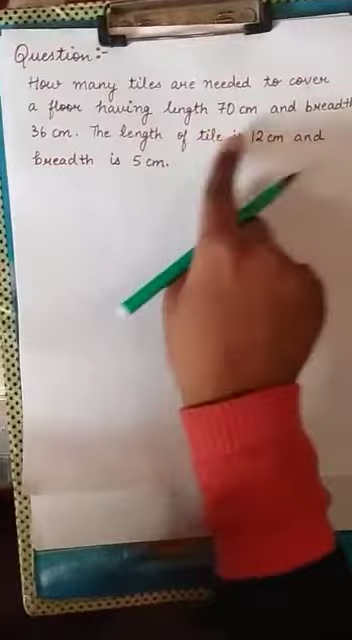 Question:-
How many tiles are needed to cover
a floor having length 70 cm and breadth
36 cm. The length of tile is 12 cm and
breadth is 5 cm.